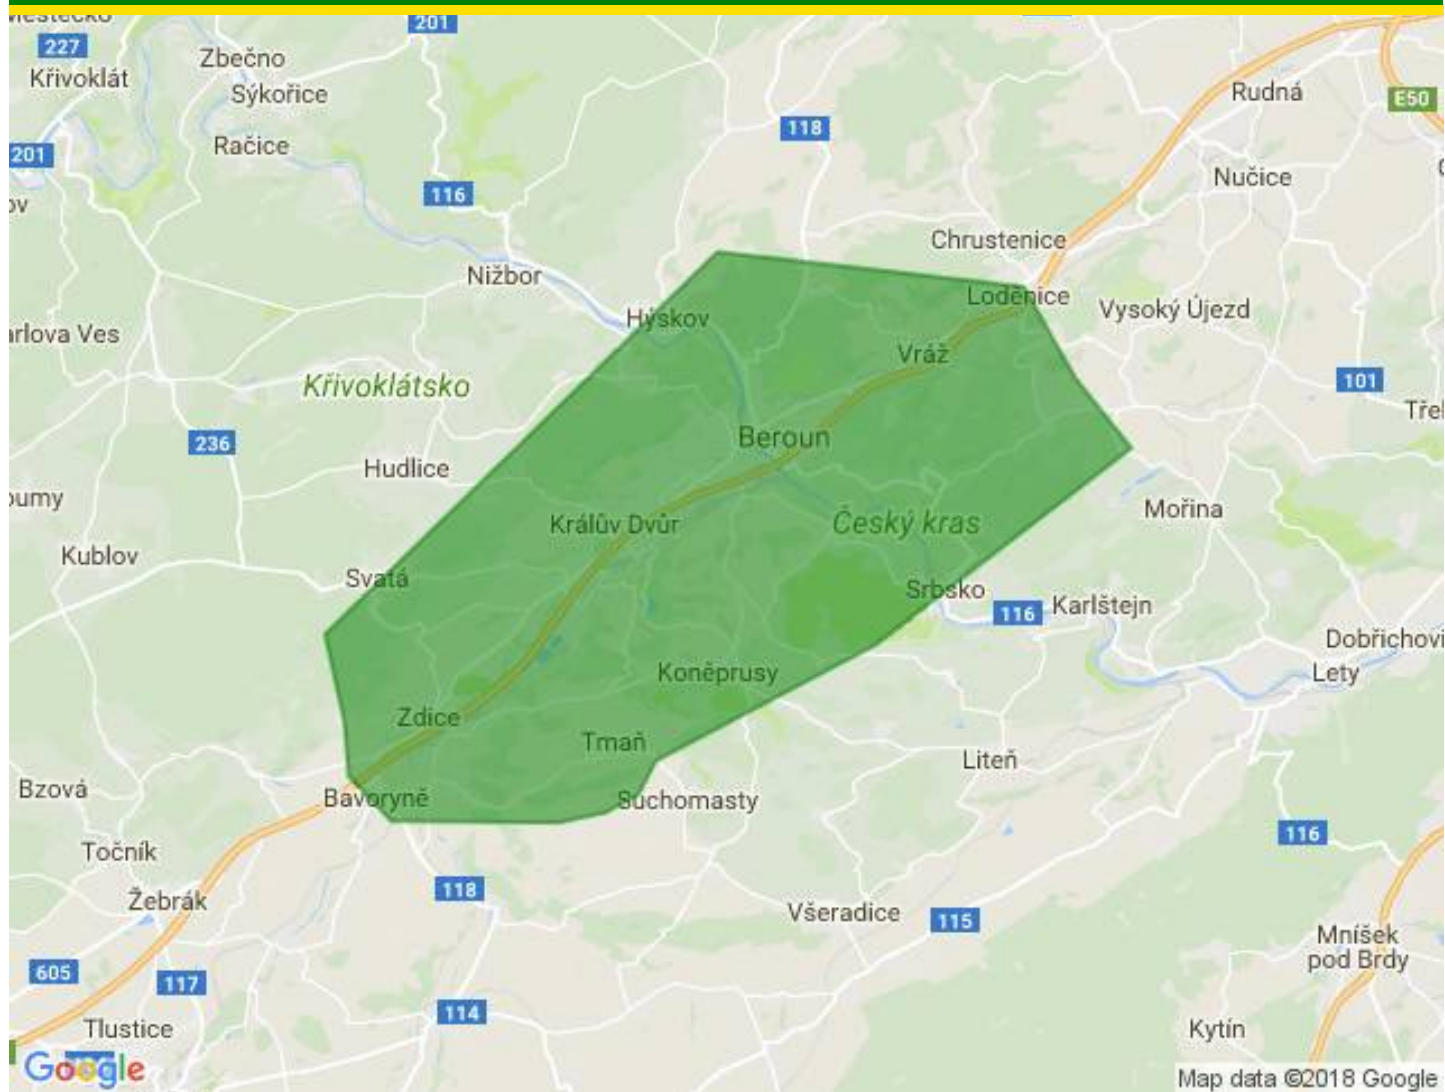 201
227
Zbečno
Křivoklát
Sýkořice
Rudná
E50
118
Račice
201
Nučice
116
Chrustenice
Nižbor
Loděnice
Vysoký Újezd
Hýskov
Vráž
Křivoklátsko
101
Beroun
236
Hudlice
Mořina
Králův Dvůr
Český kras
Kublov
Svatá
Srbsko
116
Karlštejn
Dobřichovi
Koněprusy
Lety
Zdice
Tmaň
Liteň
Bzová
Bavoryně
Suchomasty
116
Točník
118
Žebrák
Všeradice
115
Mníšek
pod Brdy
605
117
114
Tlustice
Kytín
Google
Map data ©2018 Google